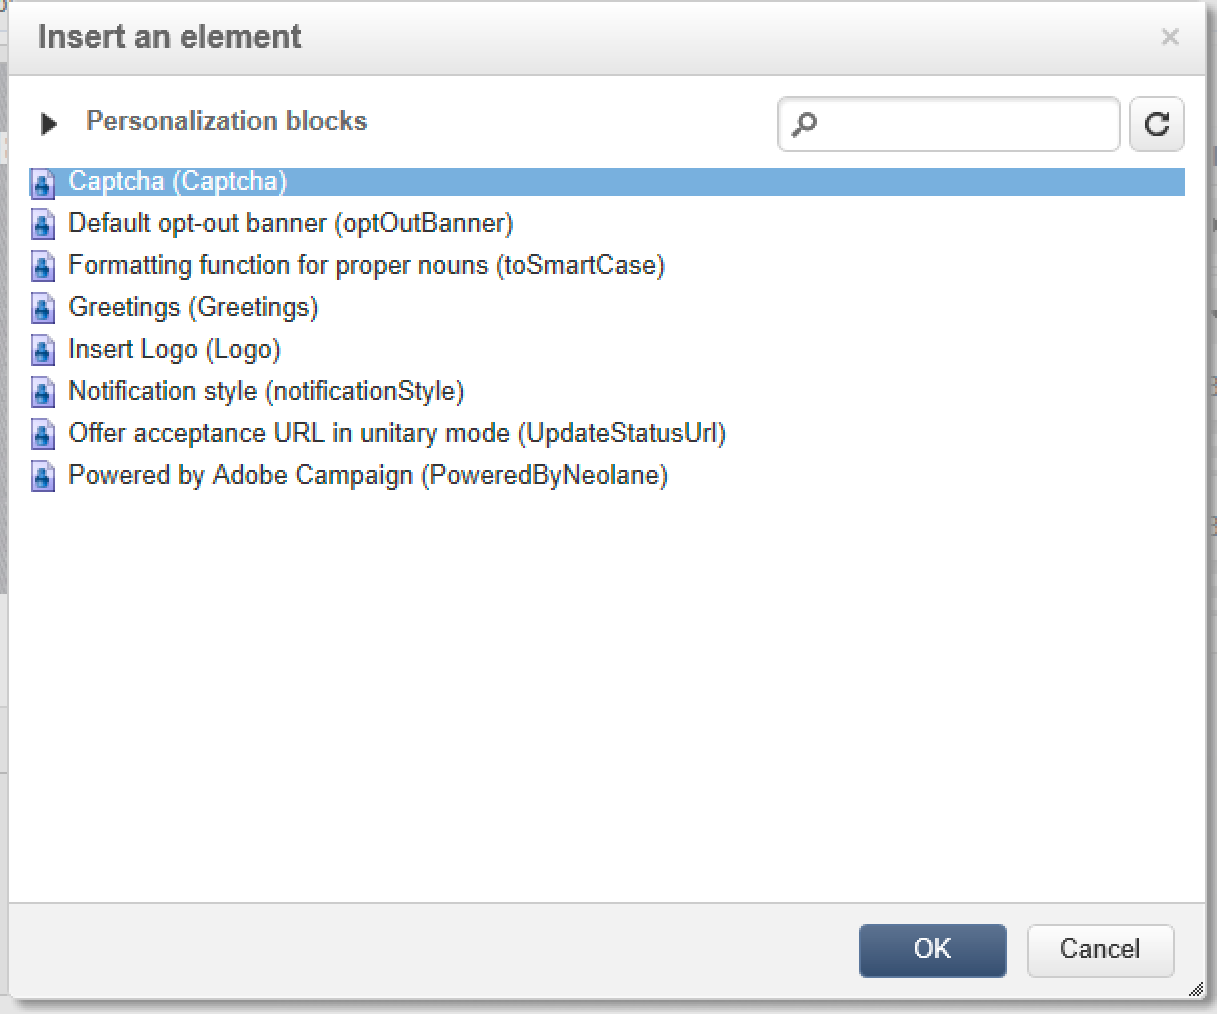 Insert an element
Personalization blocks
Captcha (Captcha)
Default opt-out banner (optOutBanner)
Formatting function for proper nouns (toSmartCase)
Greetings (Greetings)
Insert Logo (Logo)
Notification style (notificationStyle)
Offer acceptance URL in unitary mode (UpdateStatusUrl)
Powered by Adobe Campaign (PoweredByNeolane)
OK
Cancel